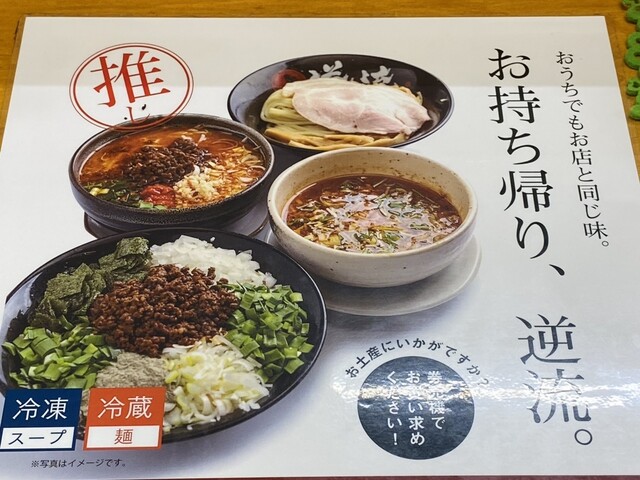 おうちでもお店と同じ味。
お持ち帰り、
逆流。
推し
お土産にいかがですか?
券売機で
お買い求め
ください!
冷凍
スープ
冷蔵
麺
※写真はイメージです。